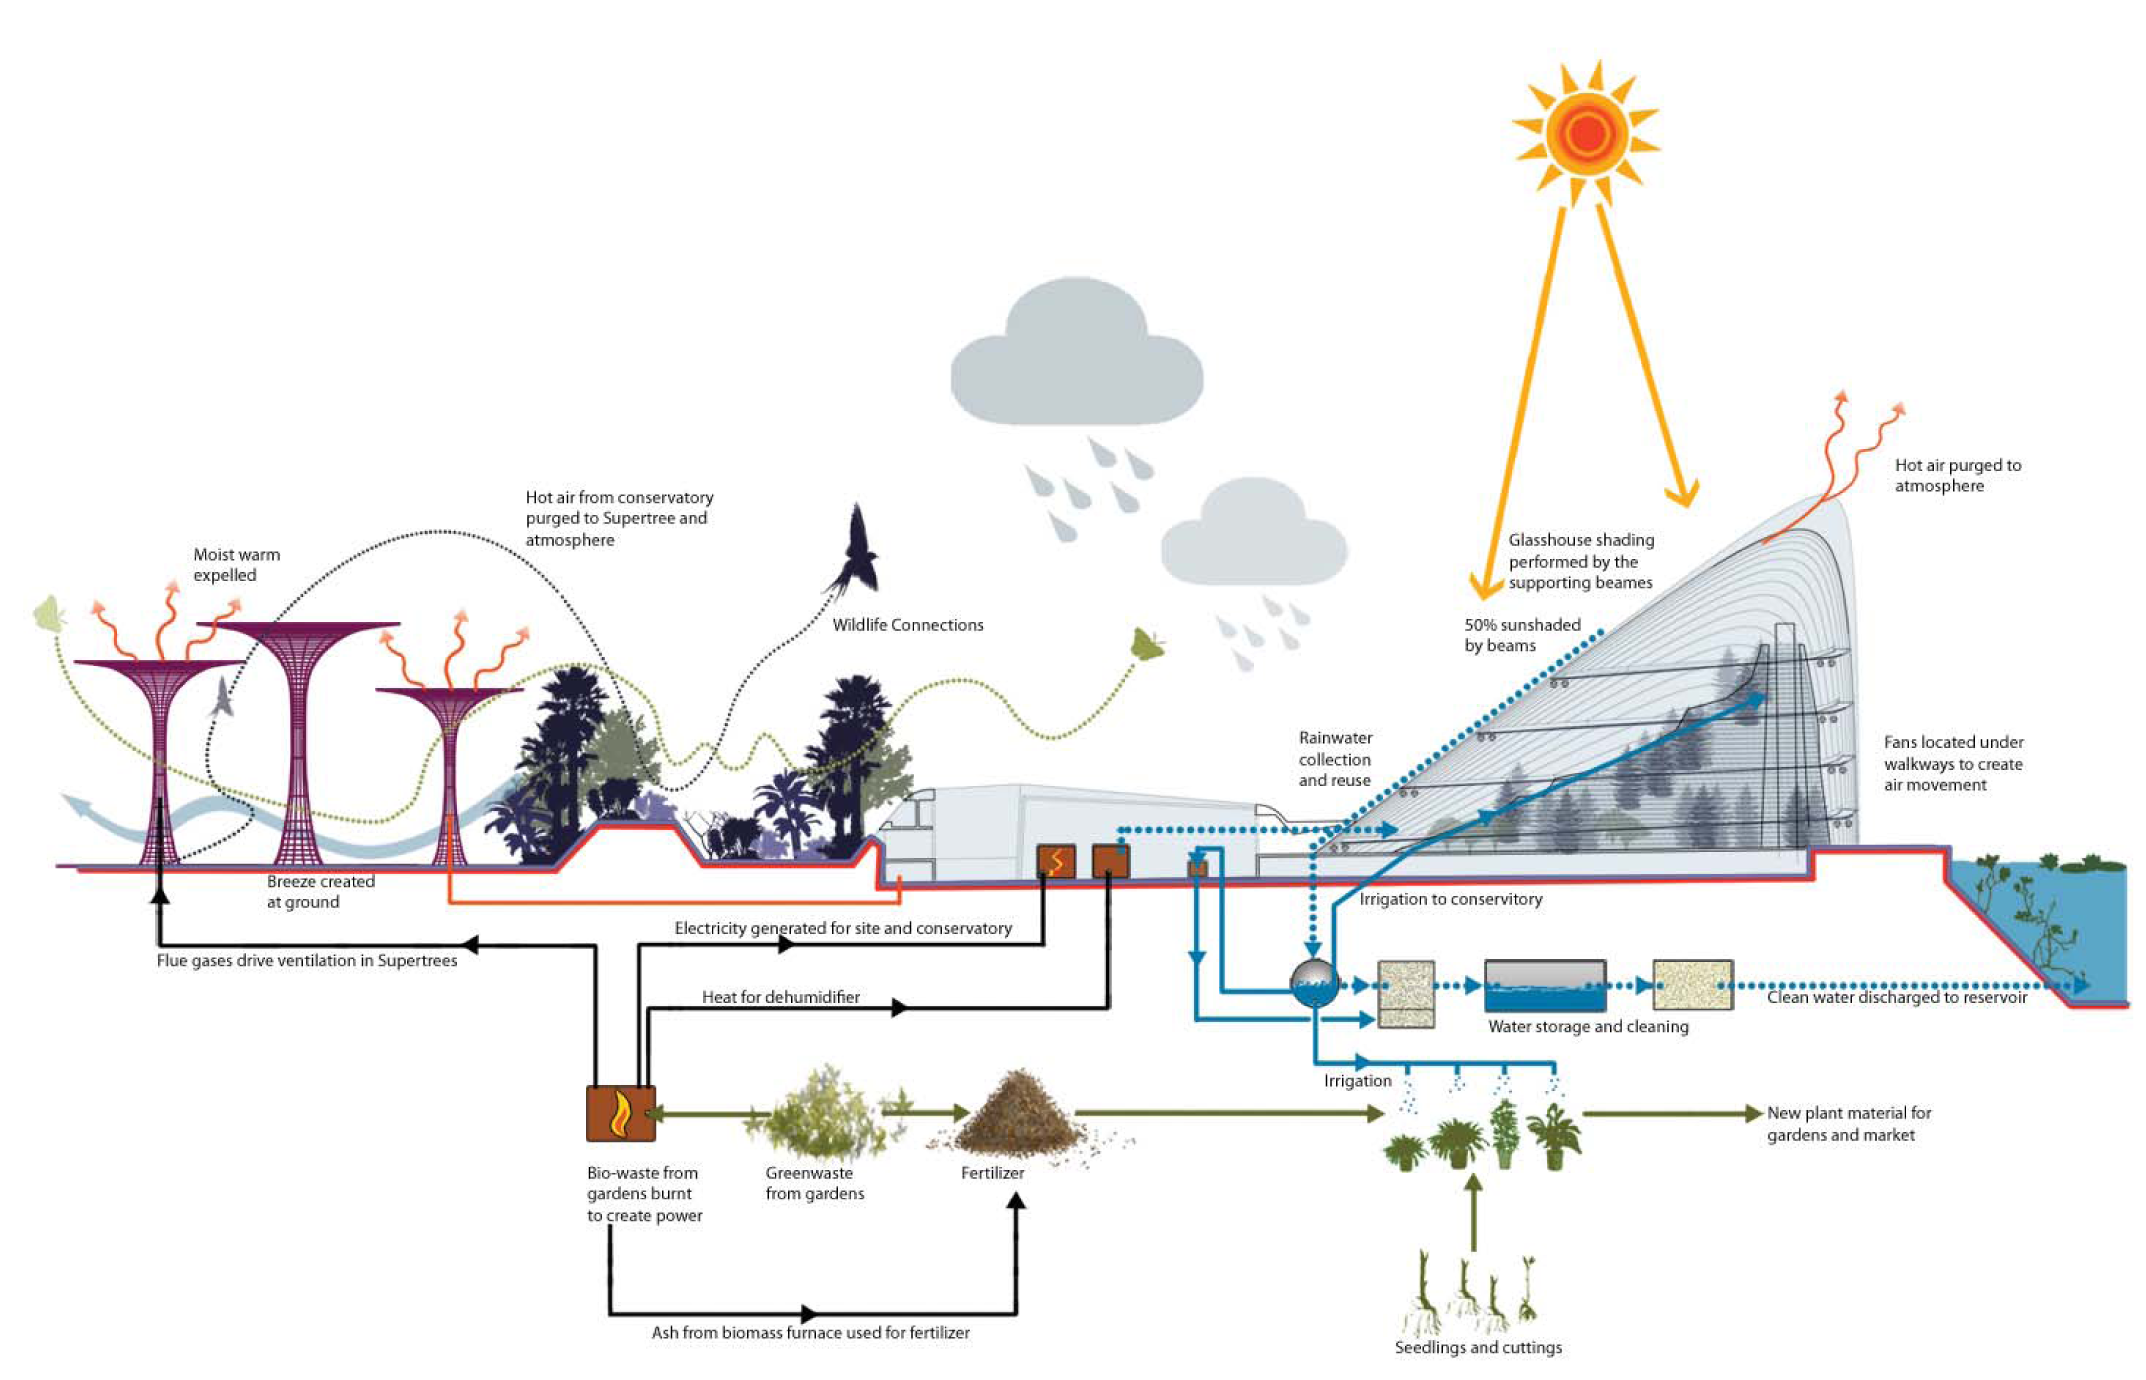 Hot air purged to
atmosphere
Hot air from conservatory
purged to Supertree and
atmosphere
Glasshouse shading
performed by the
supporting beames
Moist warm
expelled
Wildlife Connections
50% sunshaded
by beams
Rainwater
collection
and reuse
Fans located under
walkways to create
air movement
Breeze created
at ground
Irrigation to conservitory
Electricity generated for site and conservatory
Flue gases drive ventilation in Supertrees
Heat for dehumidifier
Clean water discharged to reservoir
Water storage and cleaning
Irrigation
New plant material for
gardens and market
Bio-waste from
gardens burnt
to create power
Greenwaste
from gardens
Fertilizer
Ash from biomass furnace used for fertilizer
Seedlings and cuttings